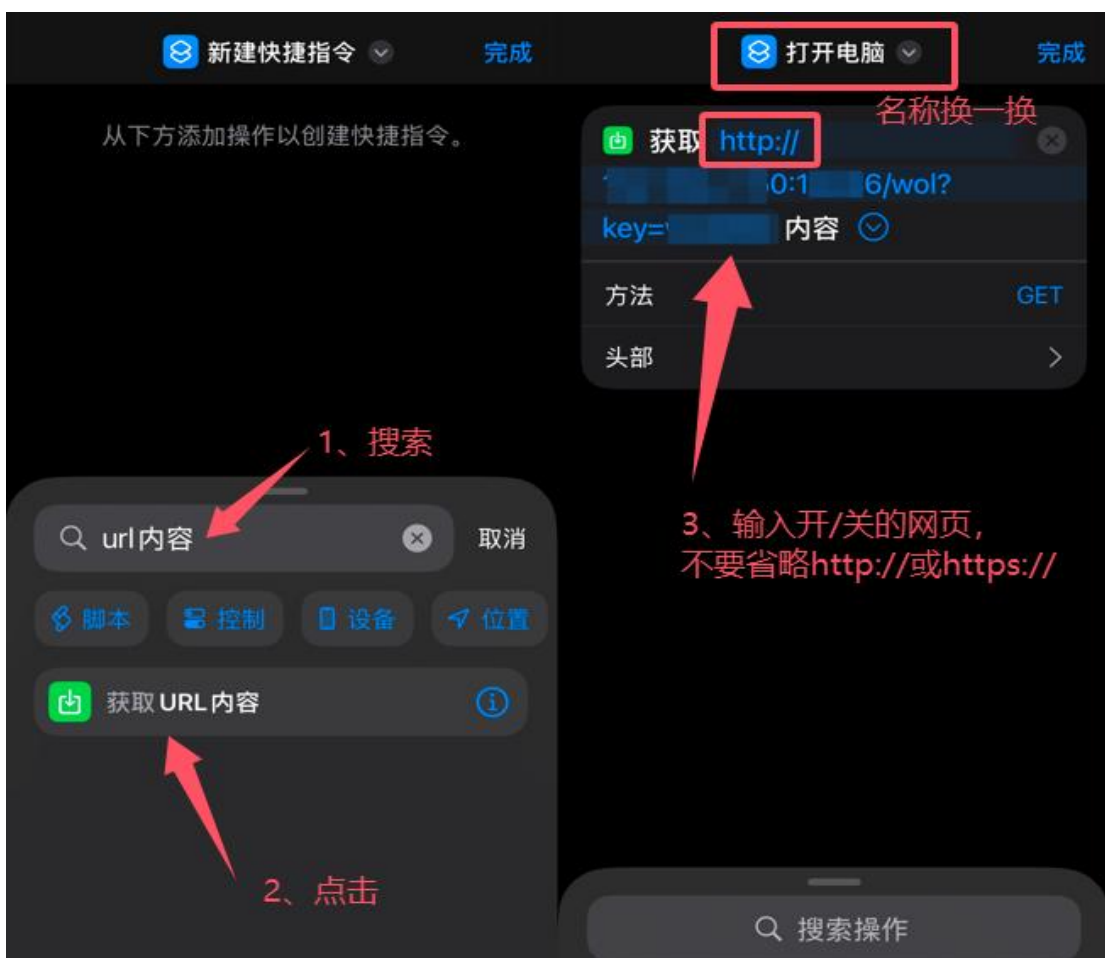 新建快捷指令
完成
从下方添加操作以创建快捷指令。
1、搜索
url内容
取消
脚本
控制
设备
位置
获取URL内容
2、点击
打开电脑
完成
名称换一换
获取 http://
0:1 6/wol?
key= 内容
方法
GET
头部
3、输入开/关的网页，
不要省略http://或https://
搜索操作